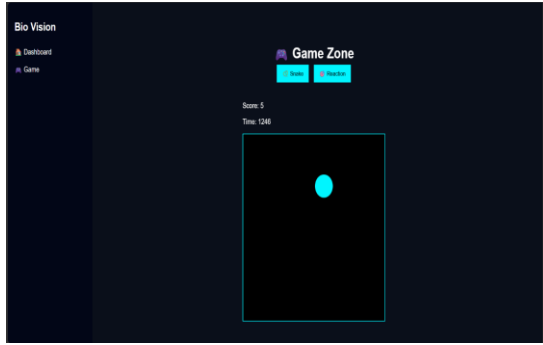 Bio Vision
Dashboard
Game
Game Zone
Snake
Reaction
Score: 5
Time: 1246